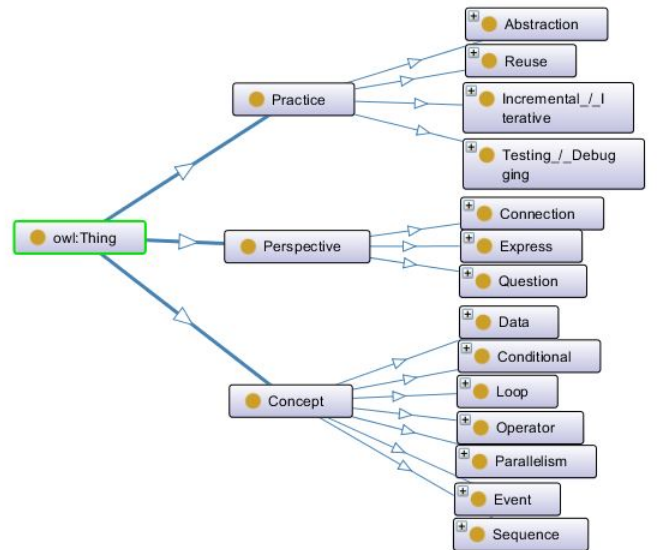 Abstraction
Reuse
Practice
Incremental_/_I
terative
Testing_/_Debug
ging
owl:Thing
Perspective
Connection
Express
Question
Data
Conditional
Loop
Concept
Operator
Parallelism
Event
Sequence